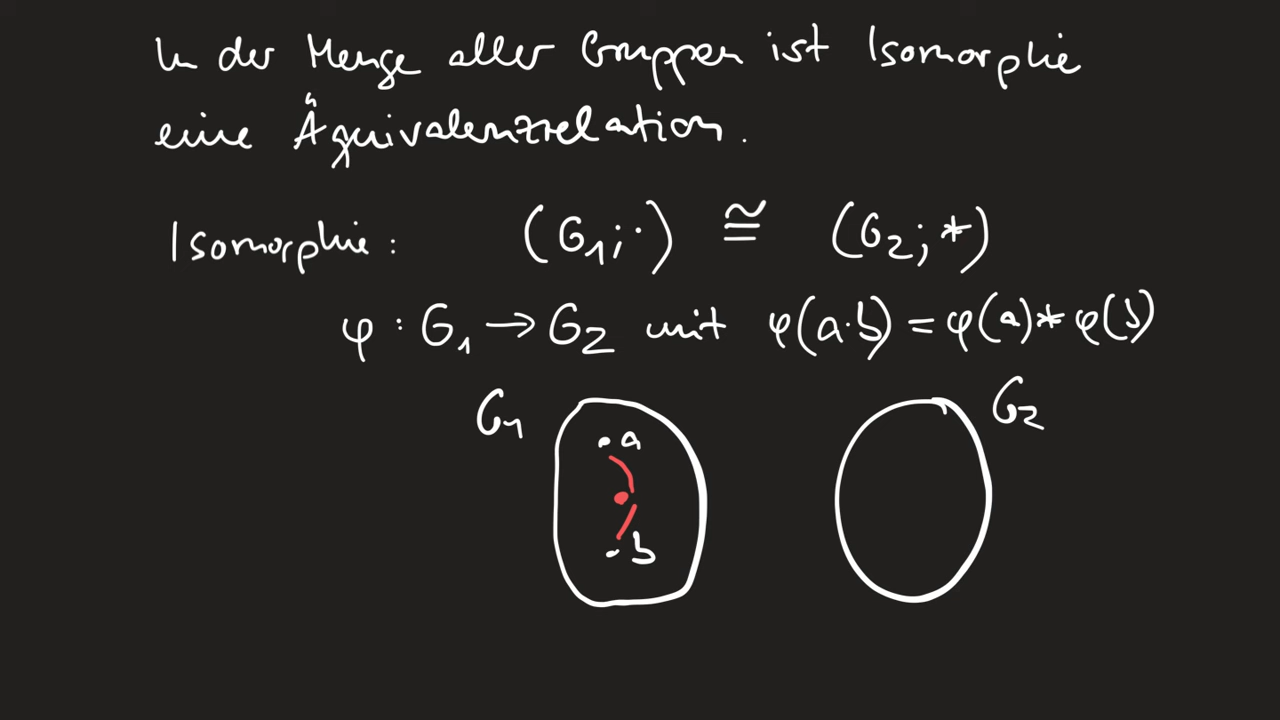 In der Menge aller Gruppen ist Isomorphie
eine Äquivalenzrelation.
Isomorphie: (G₁;·) ≅ (G₂;*)
φ : G₁ → G₂ mit φ(a·b) = φ(a)*φ(b)
G₁ G₂
·a
·b